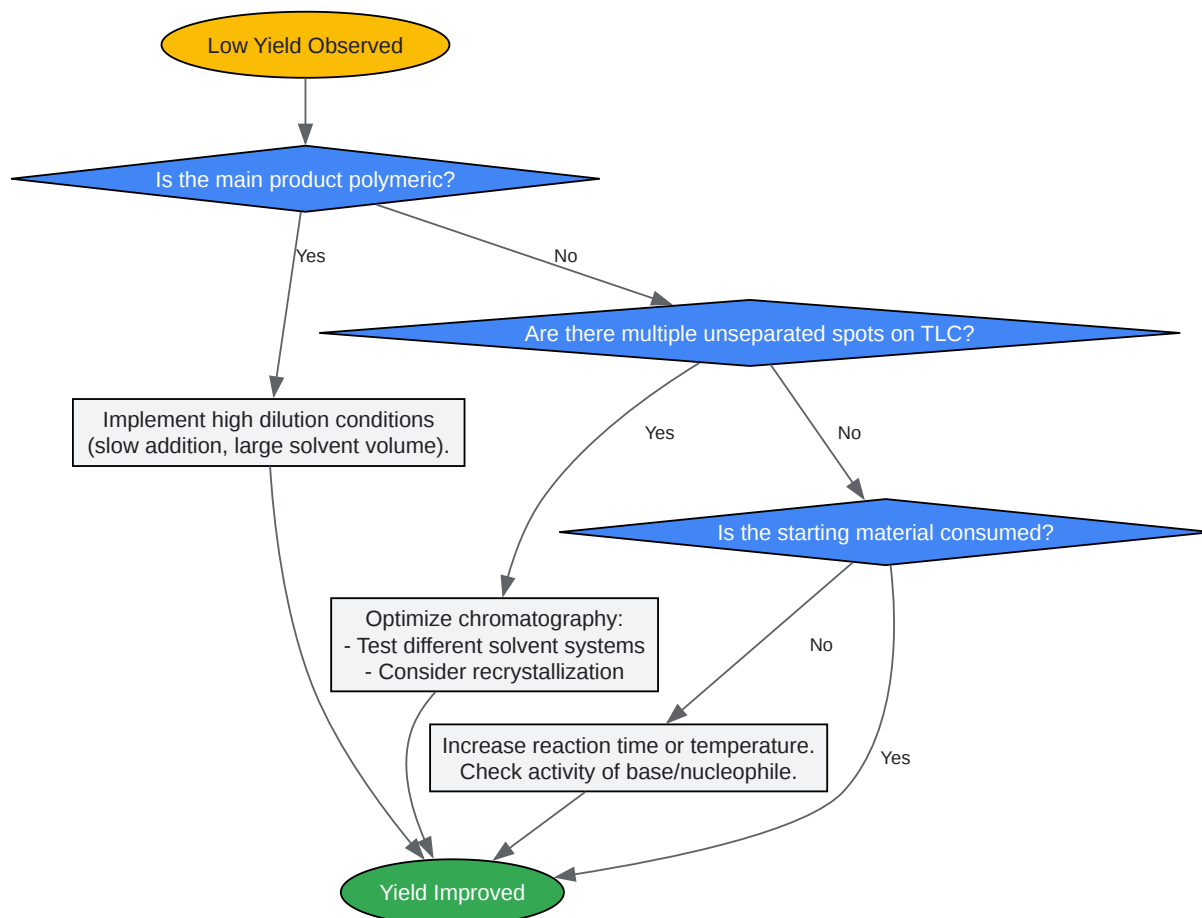 Low Yield Observed
Is the main product polymeric?
Yes
No
Are there multiple unseparated spots on TLC?
Implement high dilution conditions
(slow addition, large solvent volume).
Yes
No
Is the starting material consumed?
Optimize chromatography:
- Test different solvent systems
- Consider recrystallization
No
Increase reaction time or temperature.
Check activity of base/nucleophile.
Yes
Yield Improved